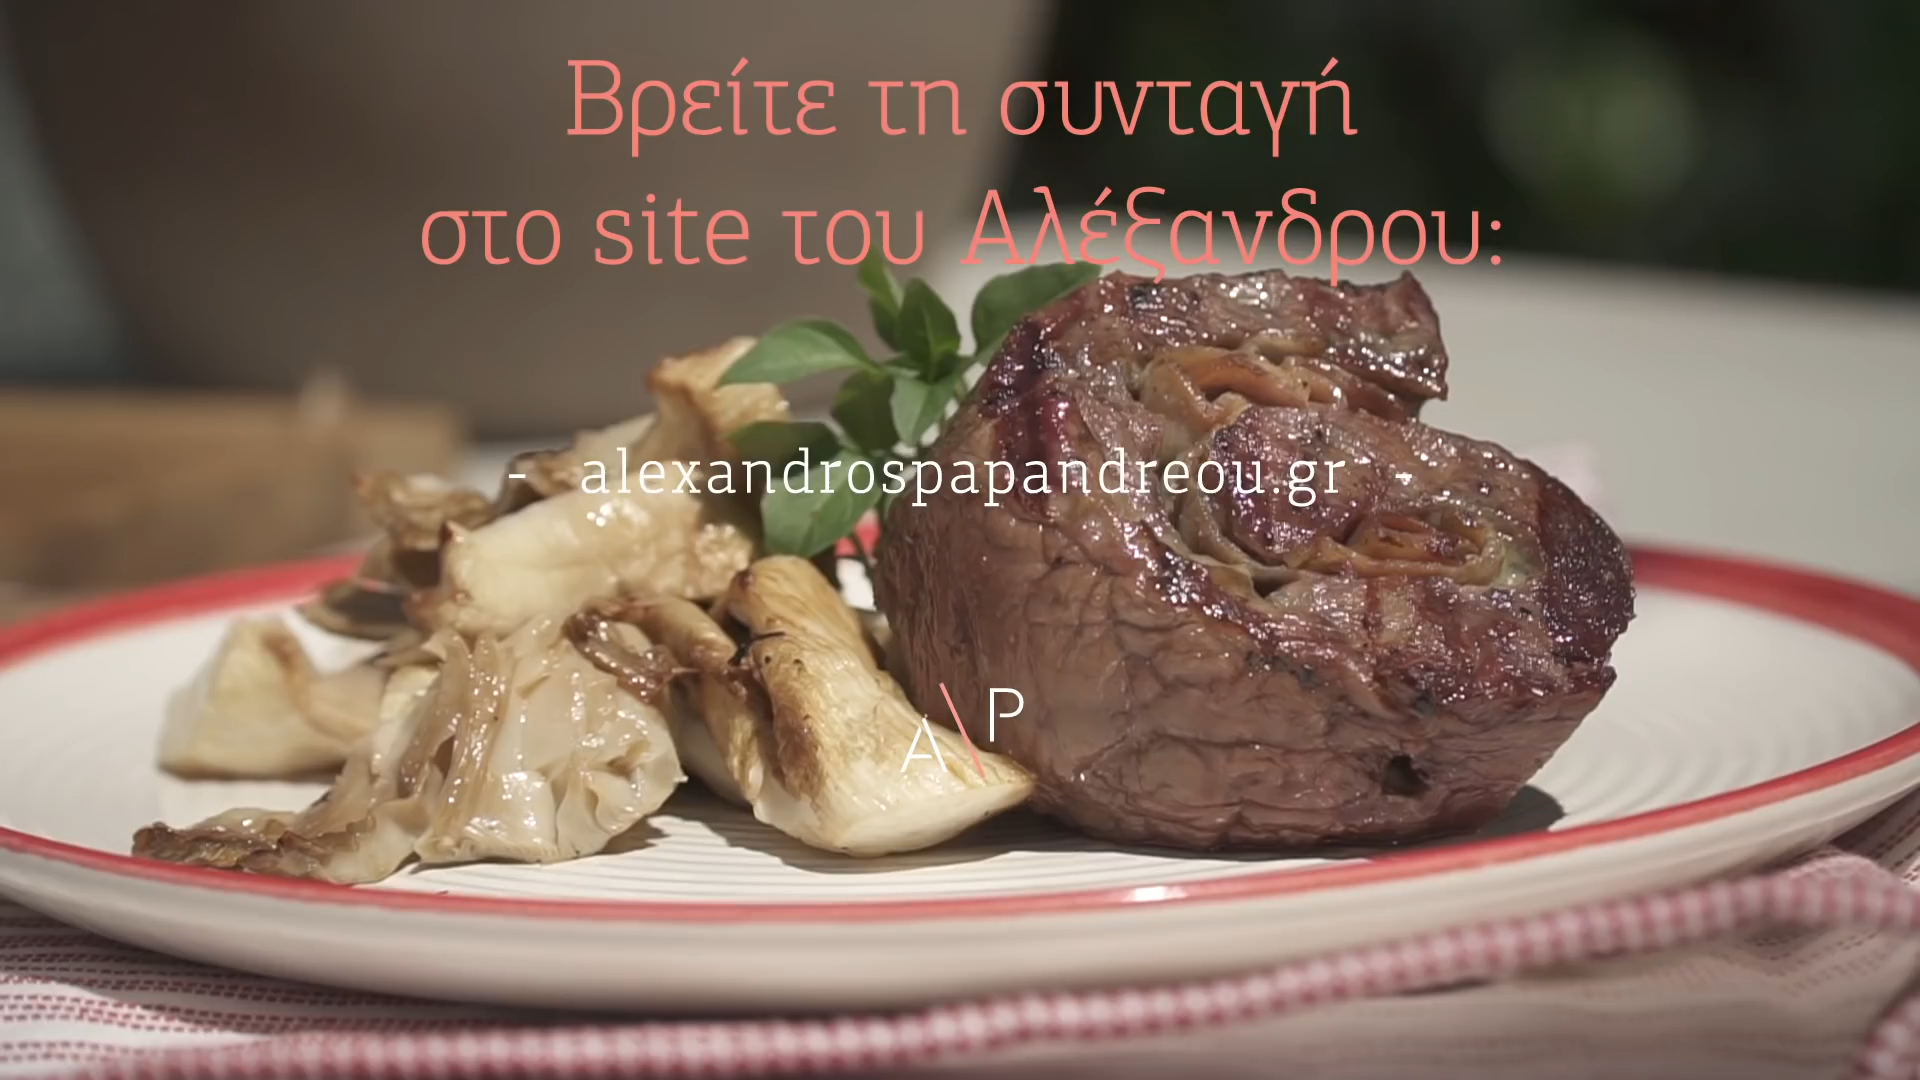 Βρείτε τη συνταγή
στο site του Αλέξανδρου:
- alexandrospapandreou.gr -
A\P